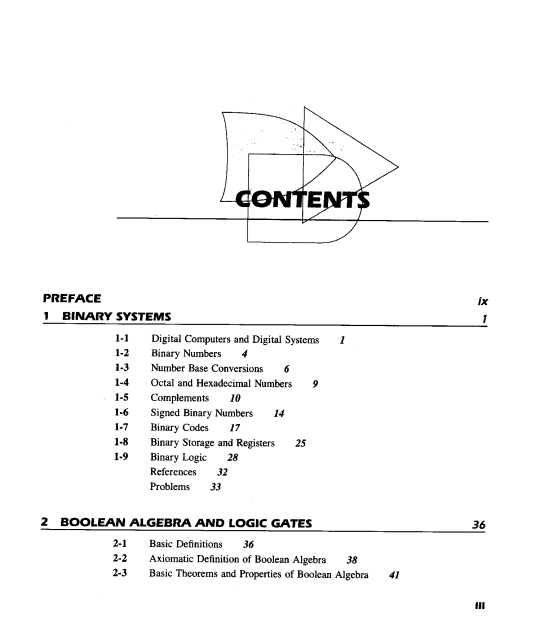 CONTENTS
PREFACE ix
1 BINARY SYSTEMS 1
1-1 Digital Computers and Digital Systems 1
1-2 Binary Numbers 4
1-3 Number Base Conversions 6
1-4 Octal and Hexadecimal Numbers 9
1-5 Complements 10
1-6 Signed Binary Numbers 14
1-7 Binary Codes 17
1-8 Binary Storage and Registers 25
1-9 Binary Logic 28
References 32
Problems 33
2 BOOLEAN ALGEBRA AND LOGIC GATES 36
2-1 Basic Definitions 36
2-2 Axiomatic Definition of Boolean Algebra 38
2-3 Basic Theorems and Properties of Boolean Algebra 41
iii